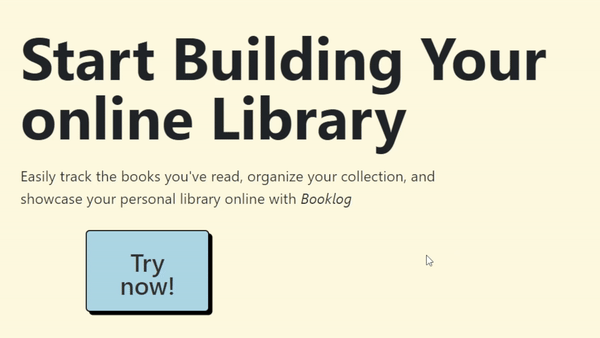 Start Building Your
online Library
Easily track the books you've read, organize your collection, and
showcase your personal library online with Booklog
Try
now!